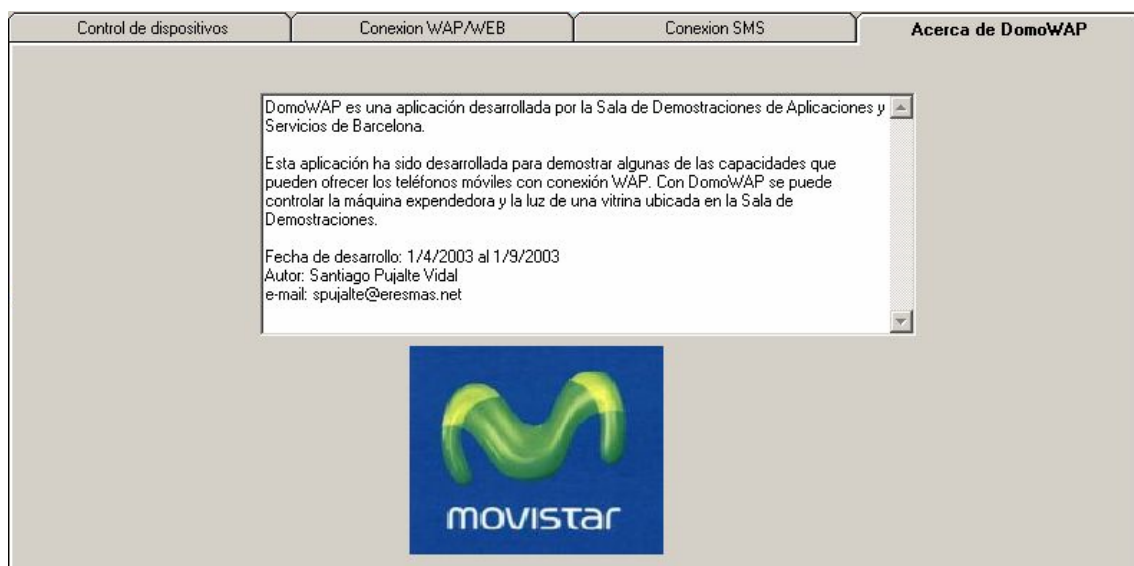 Control de dispositivos
Conexion WAP/WEB
Conexion SMS
Acerca de DomoWAP
DomoWAP es una aplicación desarrollada por la Sala de Demostraciones de Aplicaciones y
Servicios de Barcelona.
Esta aplicación ha sido desarrollada para demostrar algunas de las capacidades que
pueden ofrecer los teléfonos móviles con conexión WAP. Con DomoWAP se puede
controlar la máquina expendedora y la luz de una vitrina ubicada en la Sala de
Demostraciones.
Fecha de desarrollo: 1/4/2003 al 1/9/2003
Autor: Santiago Pujalte Vidal
e-mail: spujalte@eresmas.net
movistar